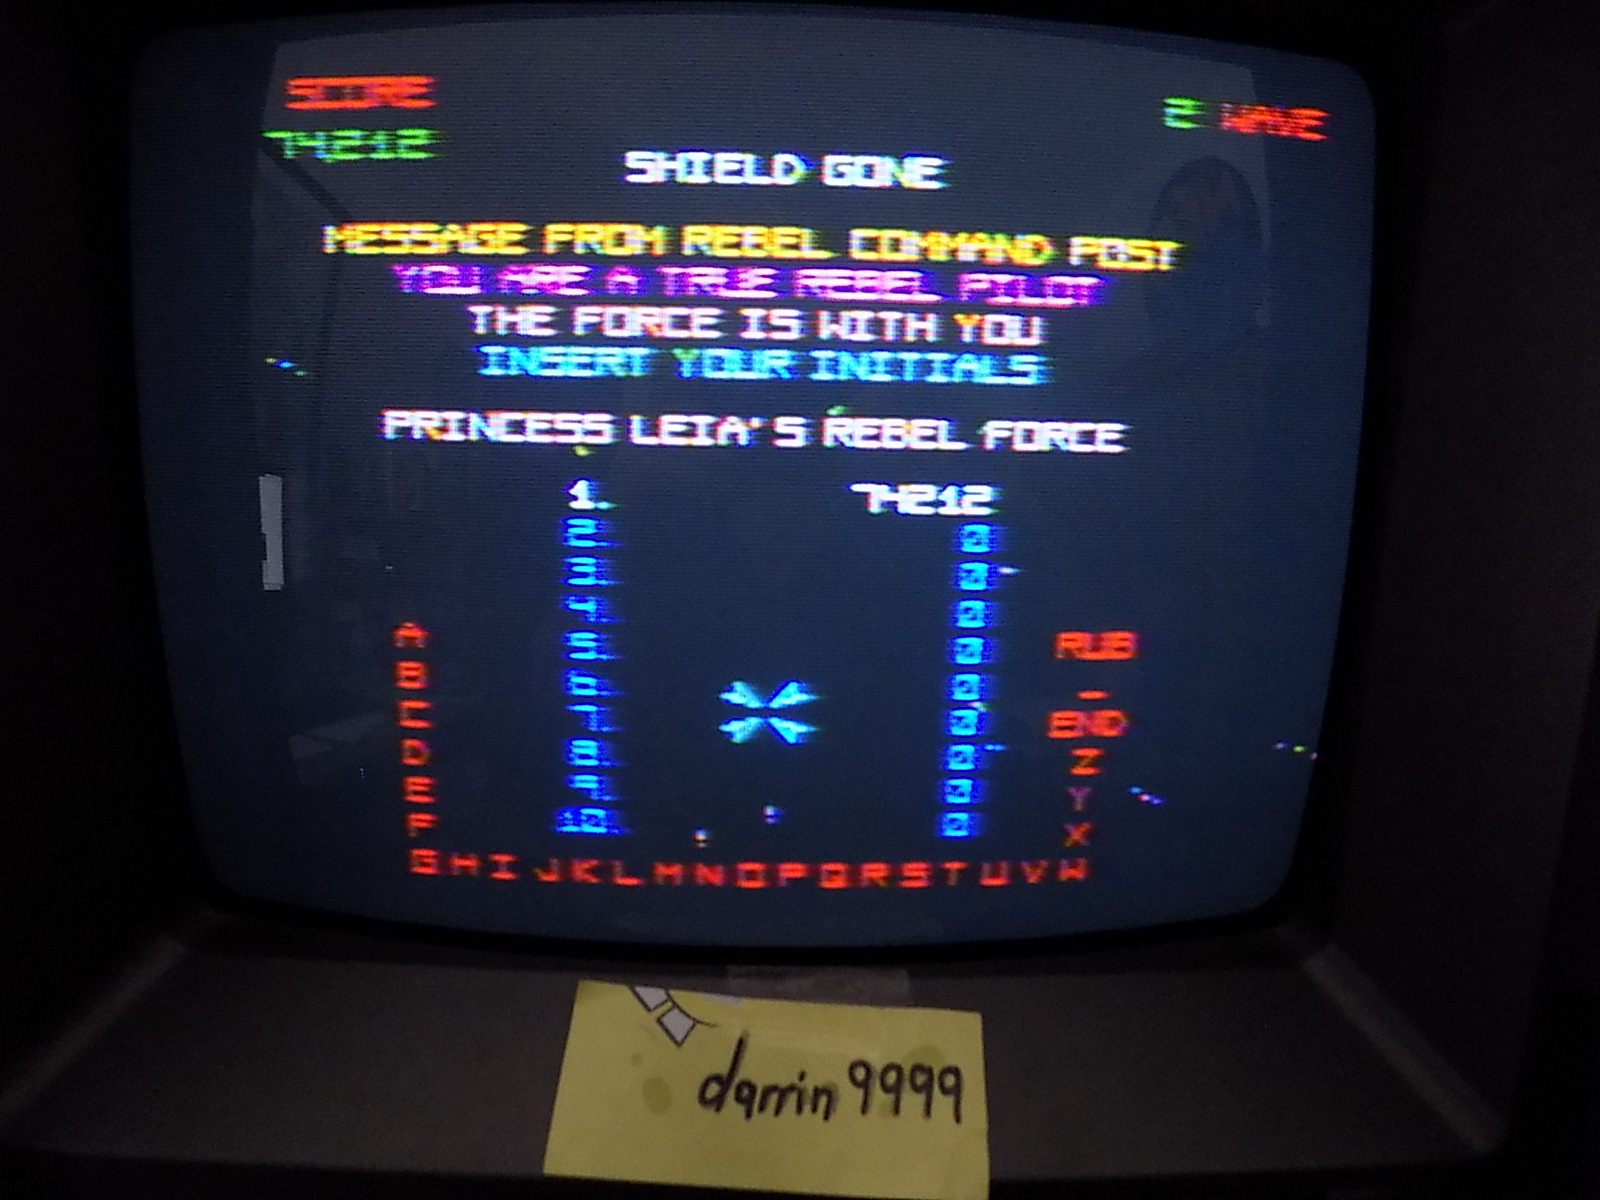 SCORE
2 WAVE
74212
SHIELD GONE
MESSAGE FROM REBEL COMMAND POST
YOU ARE A TRUE REBEL PILOT
THE FORCE IS WITH YOU
INSERT YOUR INITIALS
PRINCESS LEIA'S REBEL FORCE
1. 74212
2. 0
3. 0
4. 0
A 5. 0 RUB
B 6. 0 _
C 7. 0 END
D 8. 0 Z
E 9. 0 Y
F 10. 0 X
G H I J K L M N O P Q R S T U V W
darrin9999